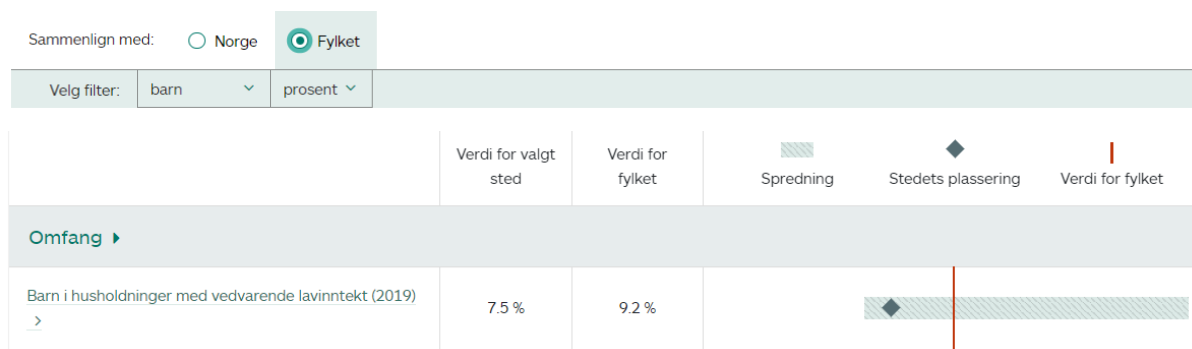 Sammenlign med: Norge Fylket
Velg filter: barn prosent
Verdi for valgt sted
Verdi for fylket
Spredning
Stedets plassering
Verdi for fylket
Omfang
Barn i husholdninger med vedvarende lavinntekt (2019)
7.5 %
9.2 %